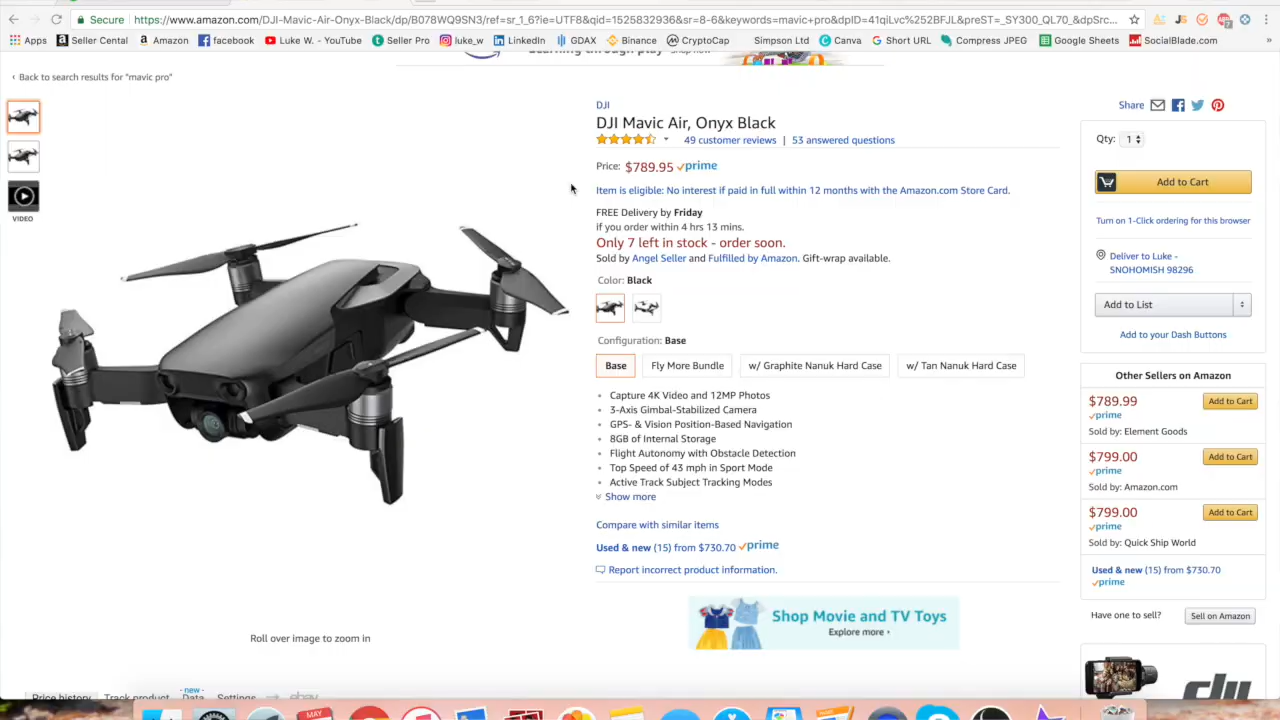 Secure
https://www.amazon.com/DJI-Mavic-Air-Onyx-Black/dp/B078WQ9SN3/ref=sr_1_6?ie=UTF8&qid=1525832936&sr=8-6&keywords=mavic+pro&dpID=41qiLvc%252BFJL&preST=_SY300_QL70_&dpSrc...
Apps
Seller Central
Amazon
facebook
Luke W. - YouTube
Seller Pro
luke_w
LinkedIn
GDAX
Binance
CryptoCap
Simpson Ltd
Canva
Short URL
Compress JPEG
Google Sheets
SocialBlade.com
»
‹ Back to search results for "mavic pro"
VIDEO
Roll over image to zoom in
DJI
DJI Mavic Air, Onyx Black
49 customer reviews | 53 answered questions
Price: $789.95 prime
Item is eligible: No interest if paid in full within 12 months with the Amazon.com Store Card.
FREE Delivery by Friday
if you order within 4 hrs 13 mins.
Only 7 left in stock - order soon.
Sold by Angel Seller and Fulfilled by Amazon. Gift-wrap available.
Color: Black
Configuration: Base
Base
Fly More Bundle
w/ Graphite Nanuk Hard Case
w/ Tan Nanuk Hard Case
• Capture 4K Video and 12MP Photos
• 3-Axis Gimbal-Stabilized Camera
• GPS- & Vision Position-Based Navigation
• 8GB of Internal Storage
• Flight Autonomy with Obstacle Detection
• Top Speed of 43 mph in Sport Mode
• Active Track Subject Tracking Modes
Show more
Compare with similar items
Used & new (15) from $730.70 prime
Report incorrect product information.
Shop Movie and TV Toys
Explore more ›
Share
Qty: 1
Add to Cart
Turn on 1-Click ordering for this browser
Deliver to Luke -
SNOHOMISH 98296
Add to List
Add to your Dash Buttons
Other Sellers on Amazon
$789.99
Add to Cart
prime
Sold by: Element Goods
$799.00
Add to Cart
prime
Sold by: Amazon.com
$799.00
Add to Cart
prime
Sold by: Quick Ship World
Used & new (15) from $730.70
prime
Have one to sell?
Sell on Amazon
dji
- new -
Price history
Track product
Data
Settings
ebay
MAY